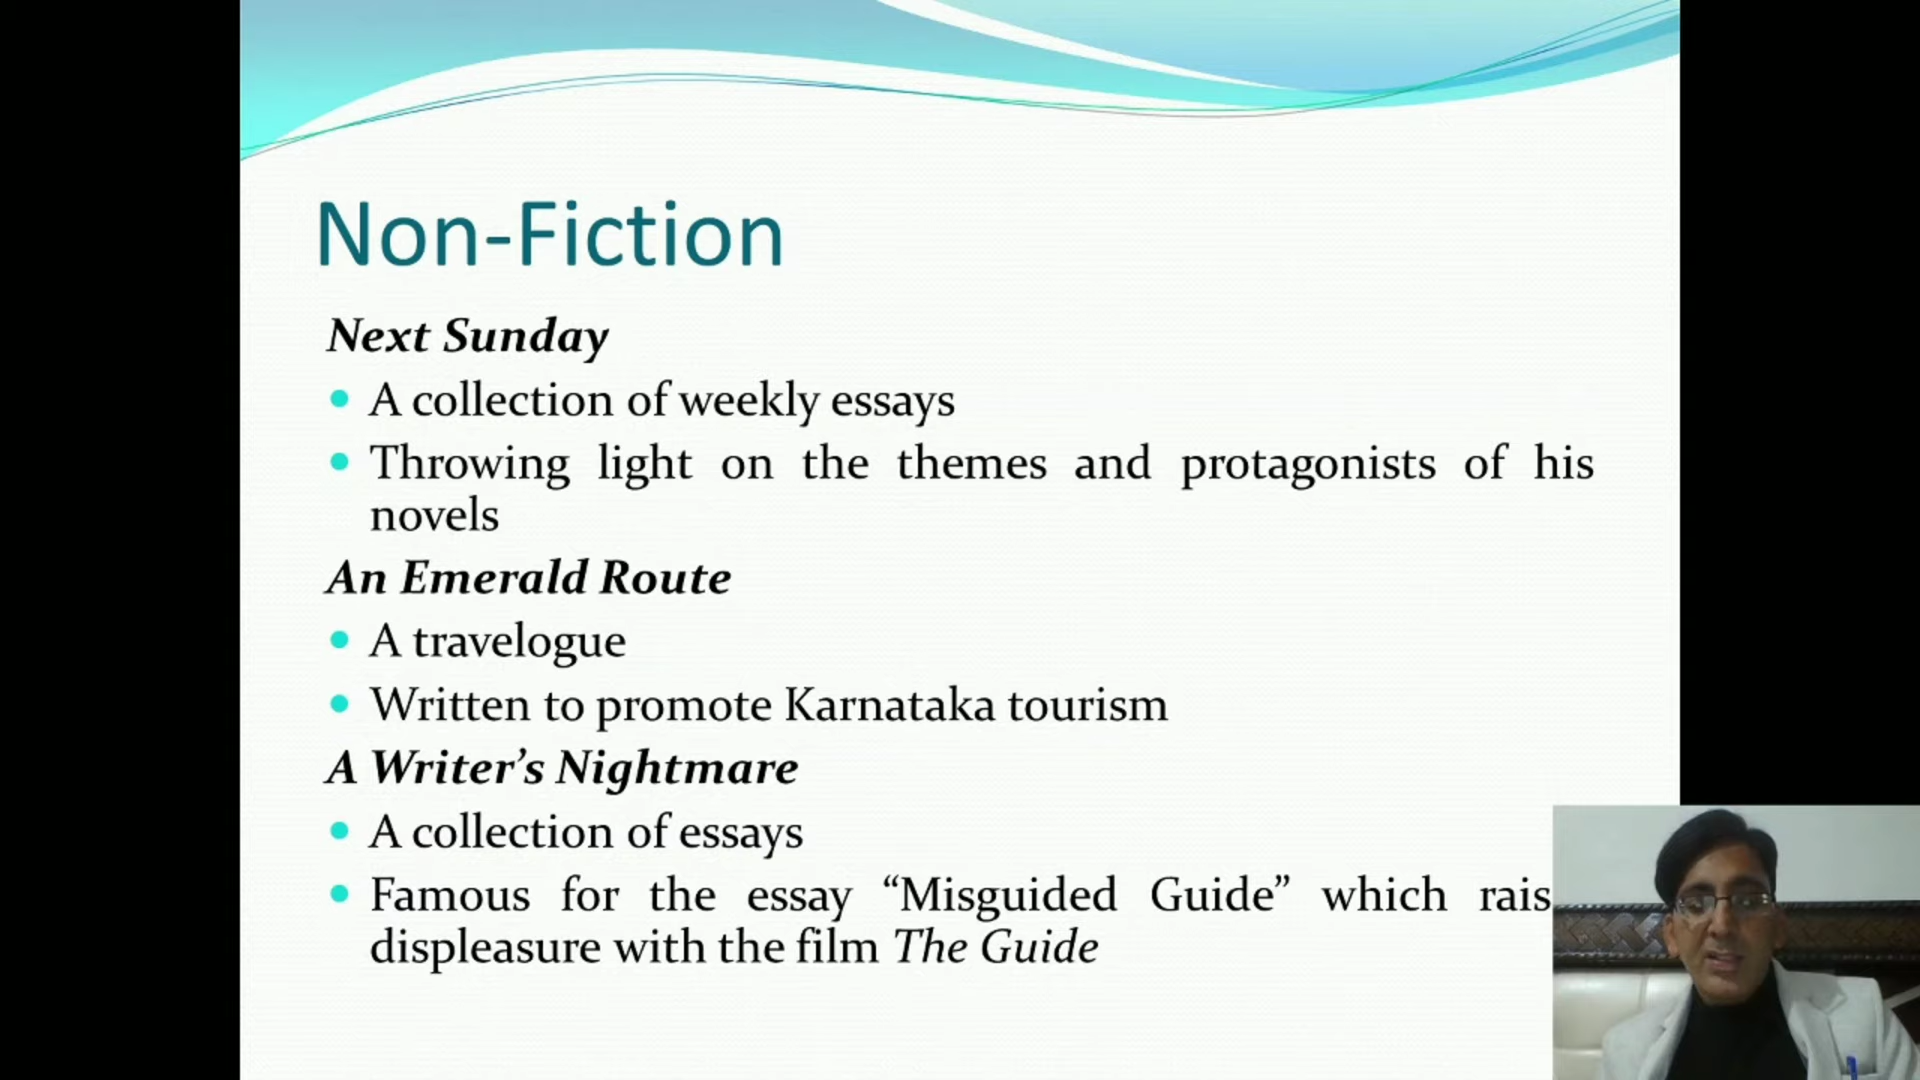 Non-Fiction
Next Sunday
A collection of weekly essays
Throwing light on the themes and protagonists of his
novels
An Emerald Route
A travelogue
Written to promote Karnataka tourism
A Writer’s Nightmare
A collection of essays
Famous for the essay “Misguided Guide” which rais
displeasure with the film The Guide